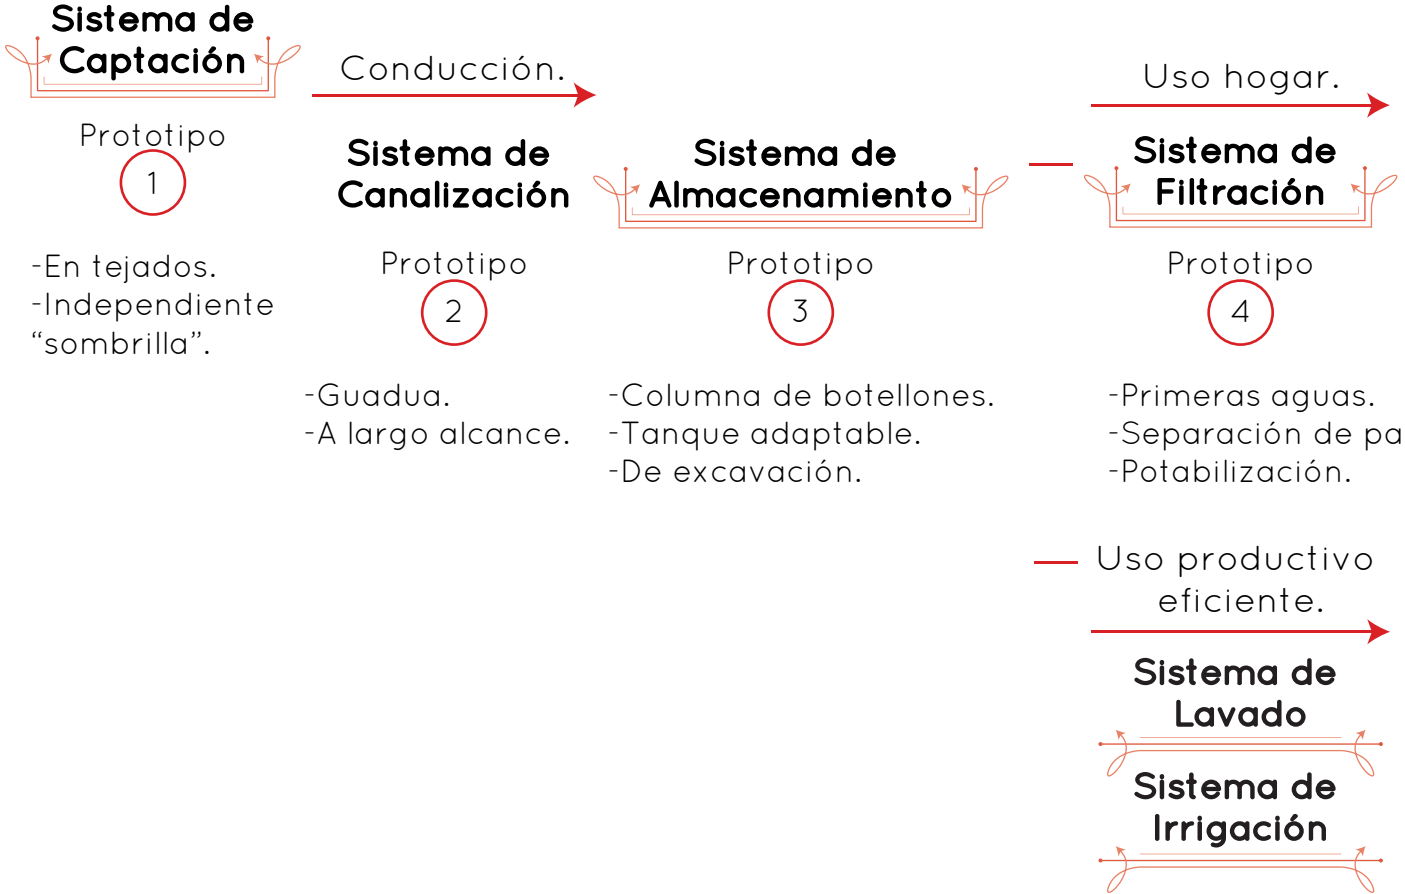 Sistema de
Captación
Prototipo
1
-En tejados.
-Independiente
“sombrilla”.
Conducción.
Sistema de
Canalización
Prototipo
2
-Guadua.
-A largo alcance.
Sistema de
Almacenamiento
Prototipo
3
-Columna de botellones.
-Tanque adaptable.
-De excavación.
Uso hogar.
Sistema de
Filtración
Prototipo
4
-Primeras aguas.
-Separación de pa
-Potabilización.
Uso productivo
eficiente.
Sistema de
Lavado
Sistema de
Irrigación